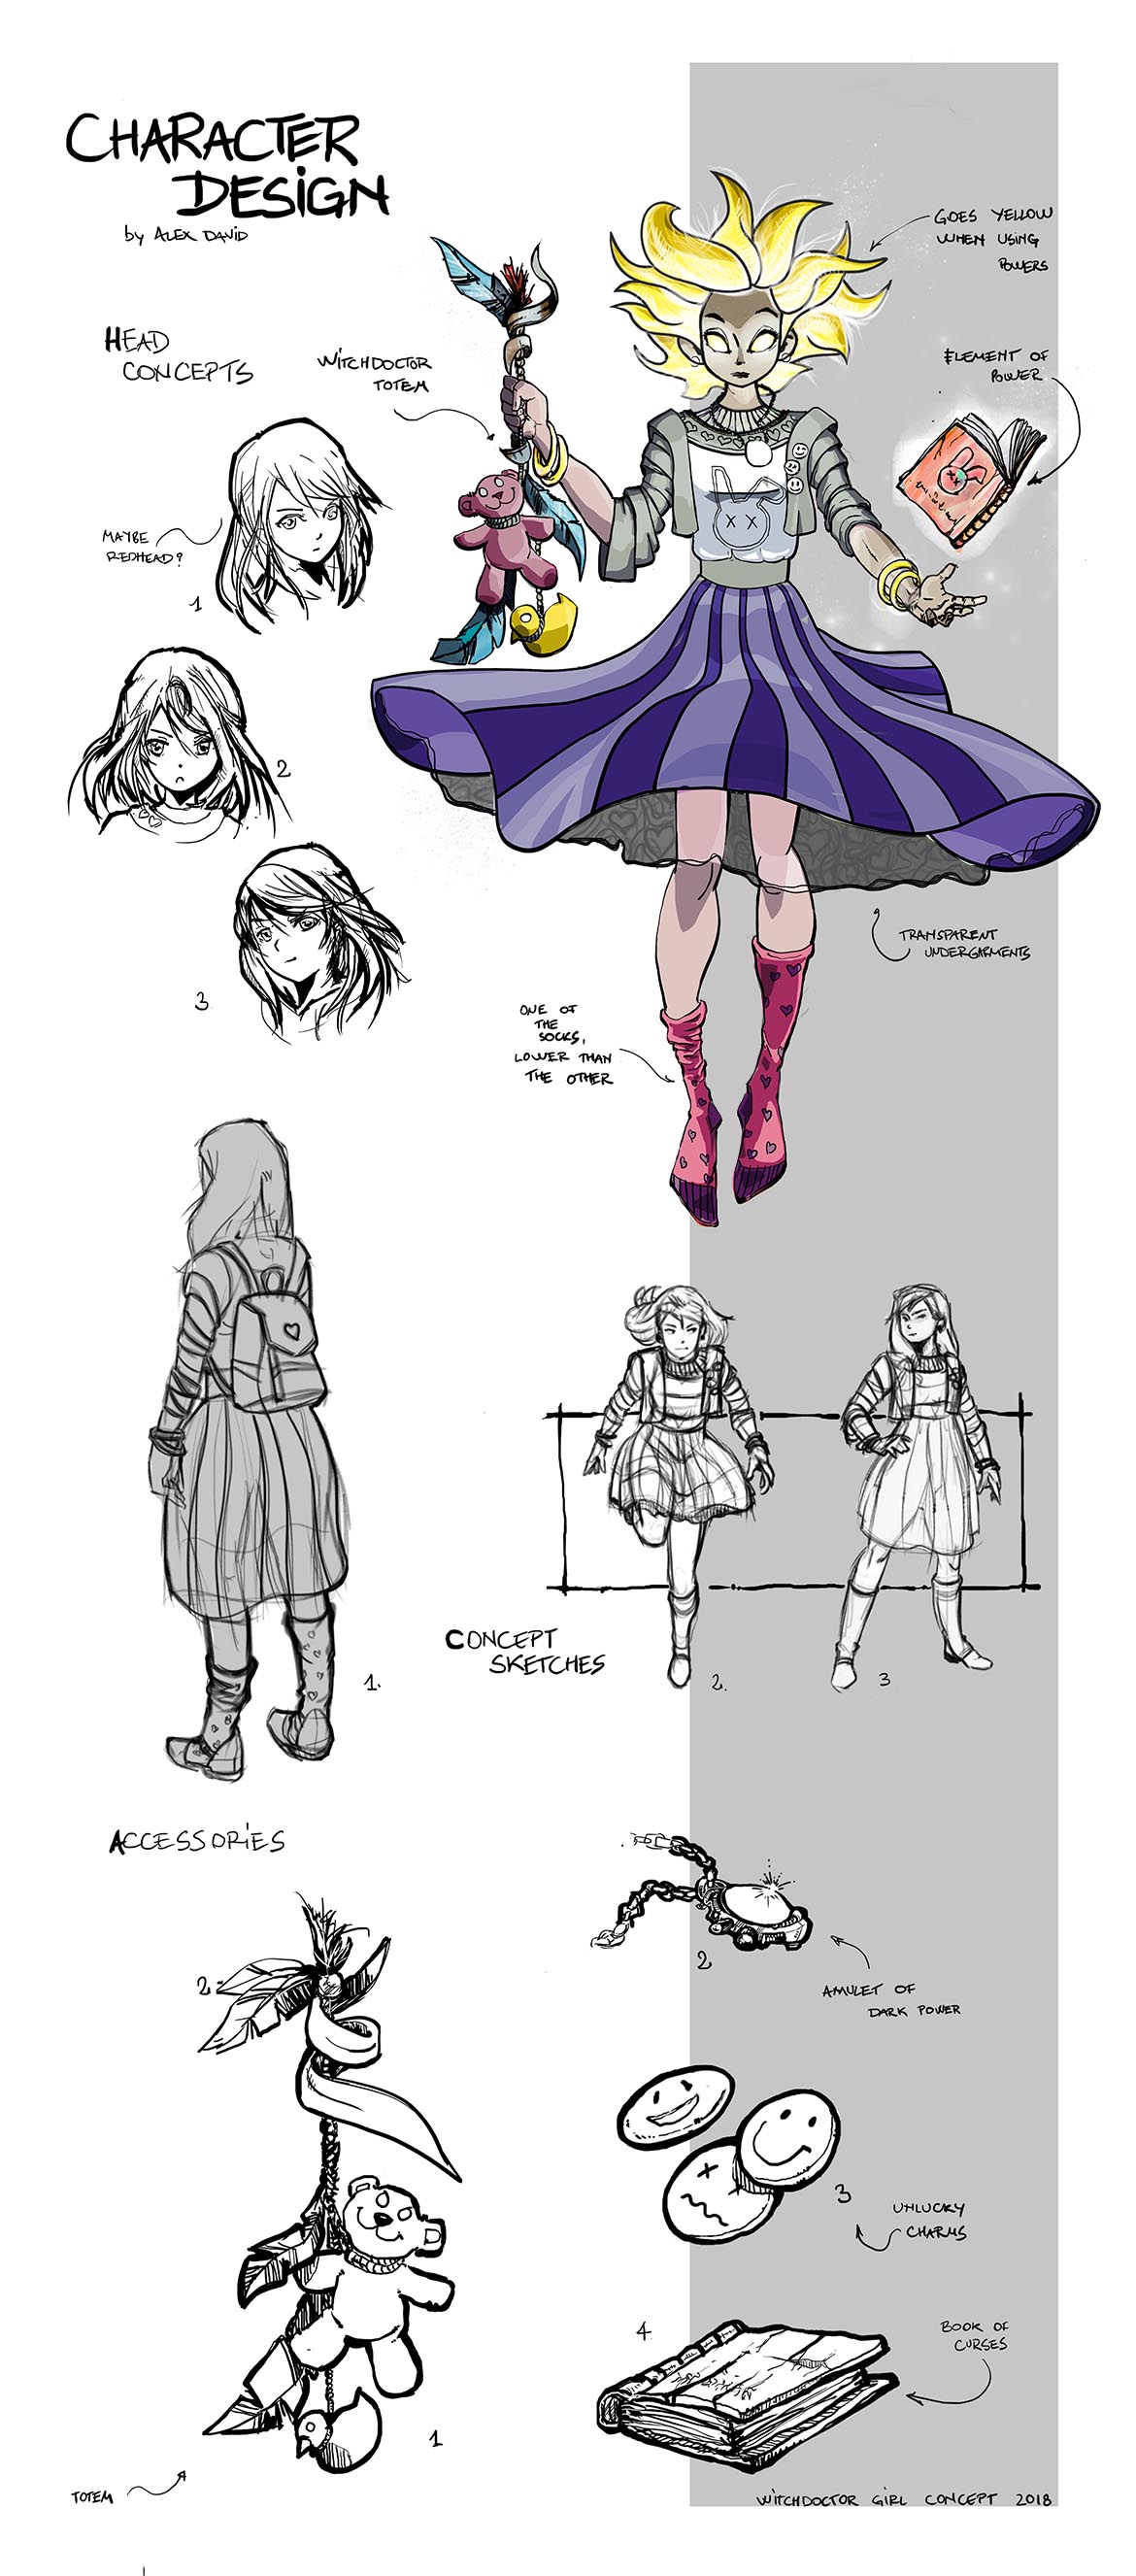 CHARACTER
DESIGN
by ALEX DAVID
GOES YELLOW
WHEN USING
POWERS
HEAD
CONCEPTS
WITCHDOCTOR
TOTEM
ELEMENT OF
POWER
MAYBE
REDHEAD?
1
2
3
TRANSPARENT
UNDERGARMENTS
ONE OF
THE
SOCKS,
LOWER THAN
THE OTHER
1.
CONCEPT
SKETCHES
2.
3
ACCESSORIES
2
2
AMULET OF
DARK POWER
3
UNLUCKY
CHARMS
4
BOOK OF
CURSES
1
TOTEM
WITCHDOCTOR GIRL CONCEPT 2018